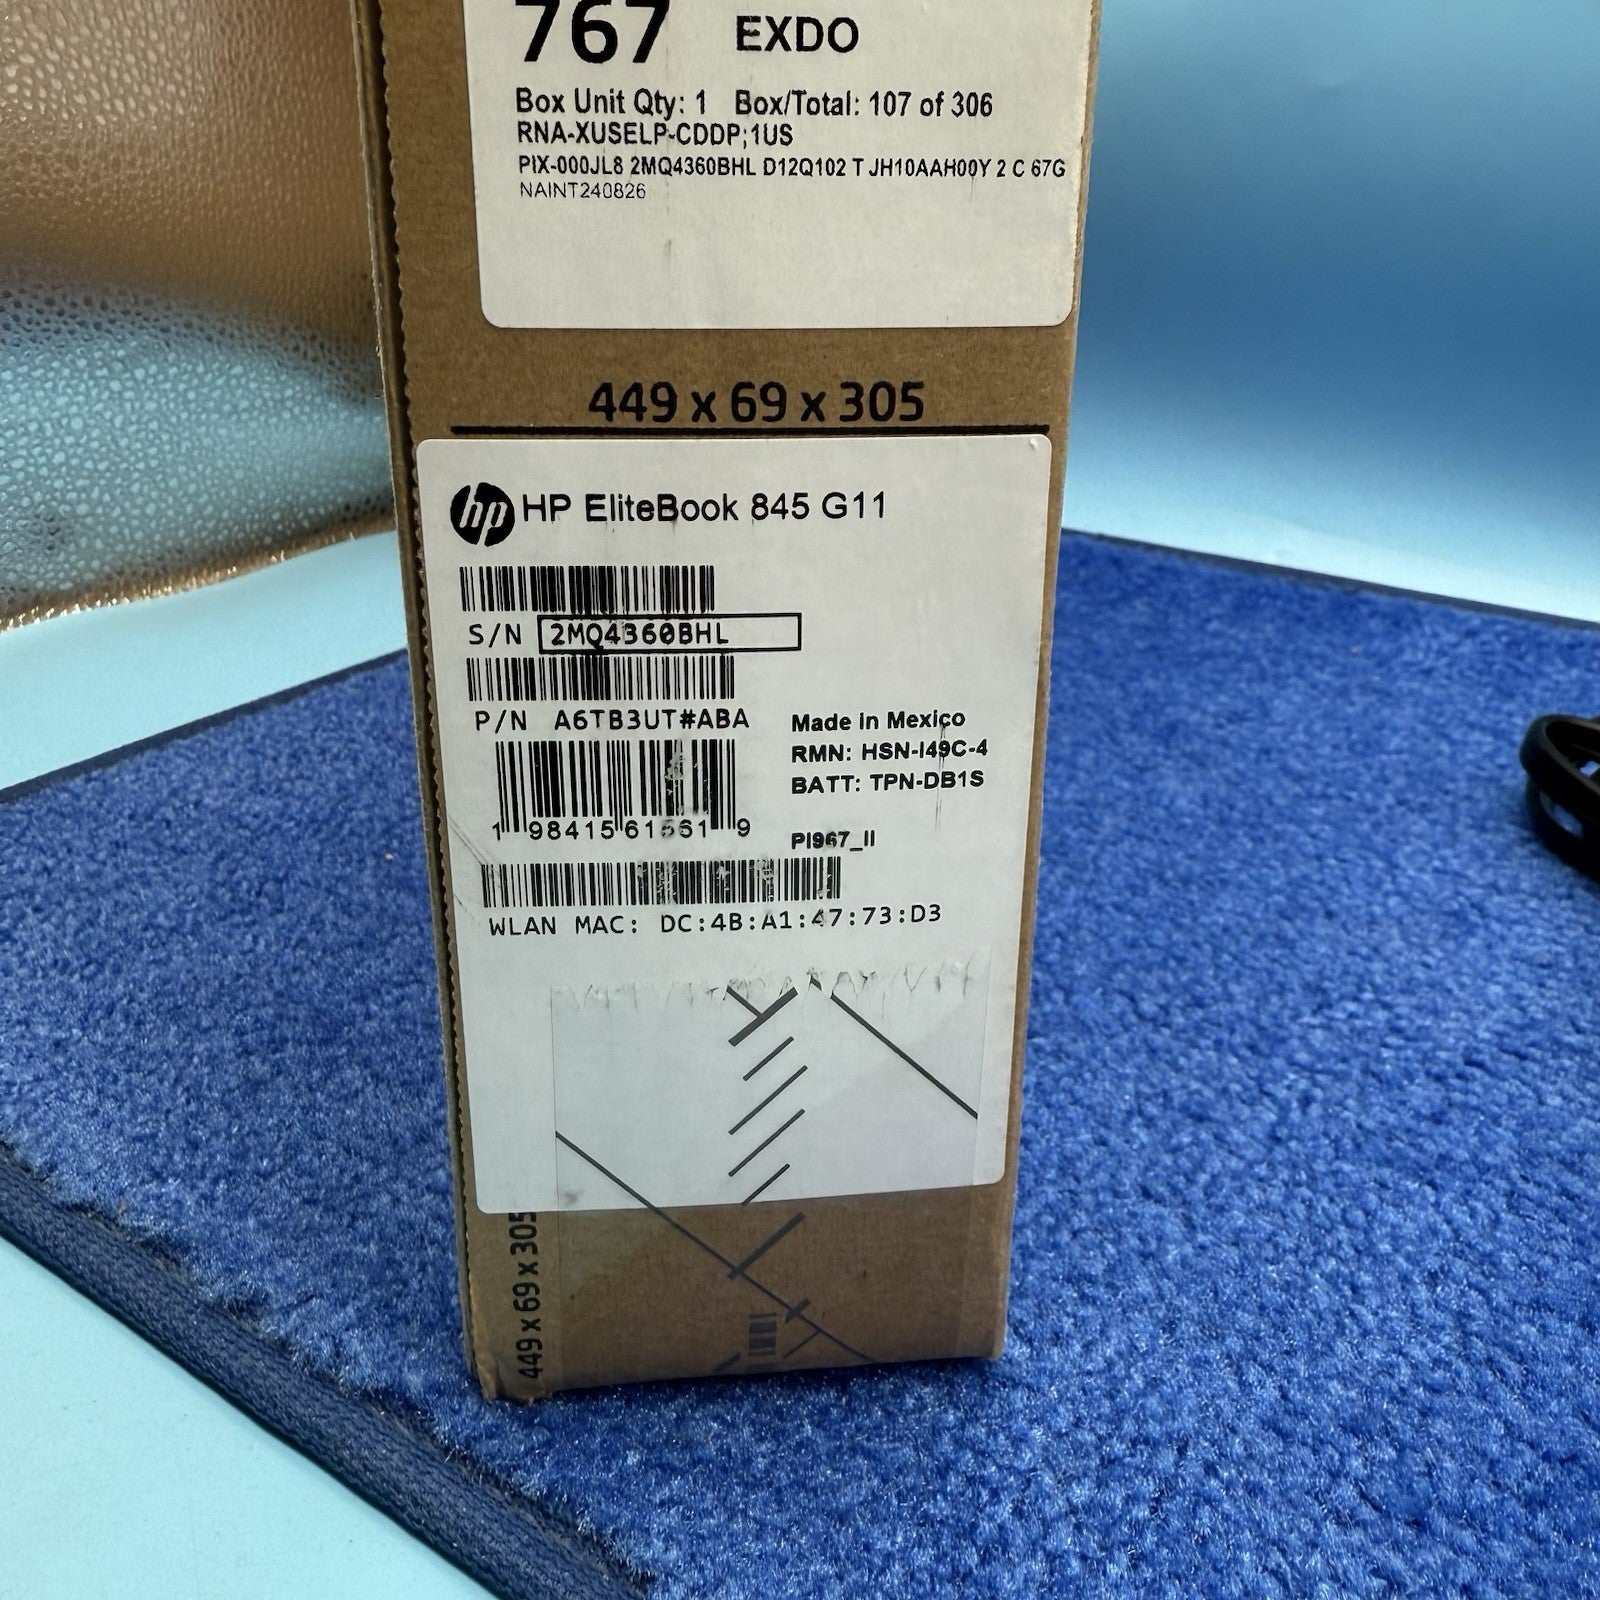 767 EXDO
Box Unit Qty: 1 Box/Total: 107 of 306
RNA-XUSELP-CDDP;1US
PIX-000JL8 2MQ4360BHL D12Q102 T JH10AAH00Y 2 C 67G
NAINT240826
449 x 69 x 305
hp HP EliteBook 845 G11
S/N 2MQ4360BHL
P/N A6TB3UT#ABA
Made in Mexico
RMN: HSN-I49C-4
BATT: TPN-DB1S
1 98415 61561 9
PI967_II
WLAN MAC: DC:4B:A1:47:73:D3
449 x 69 x 305